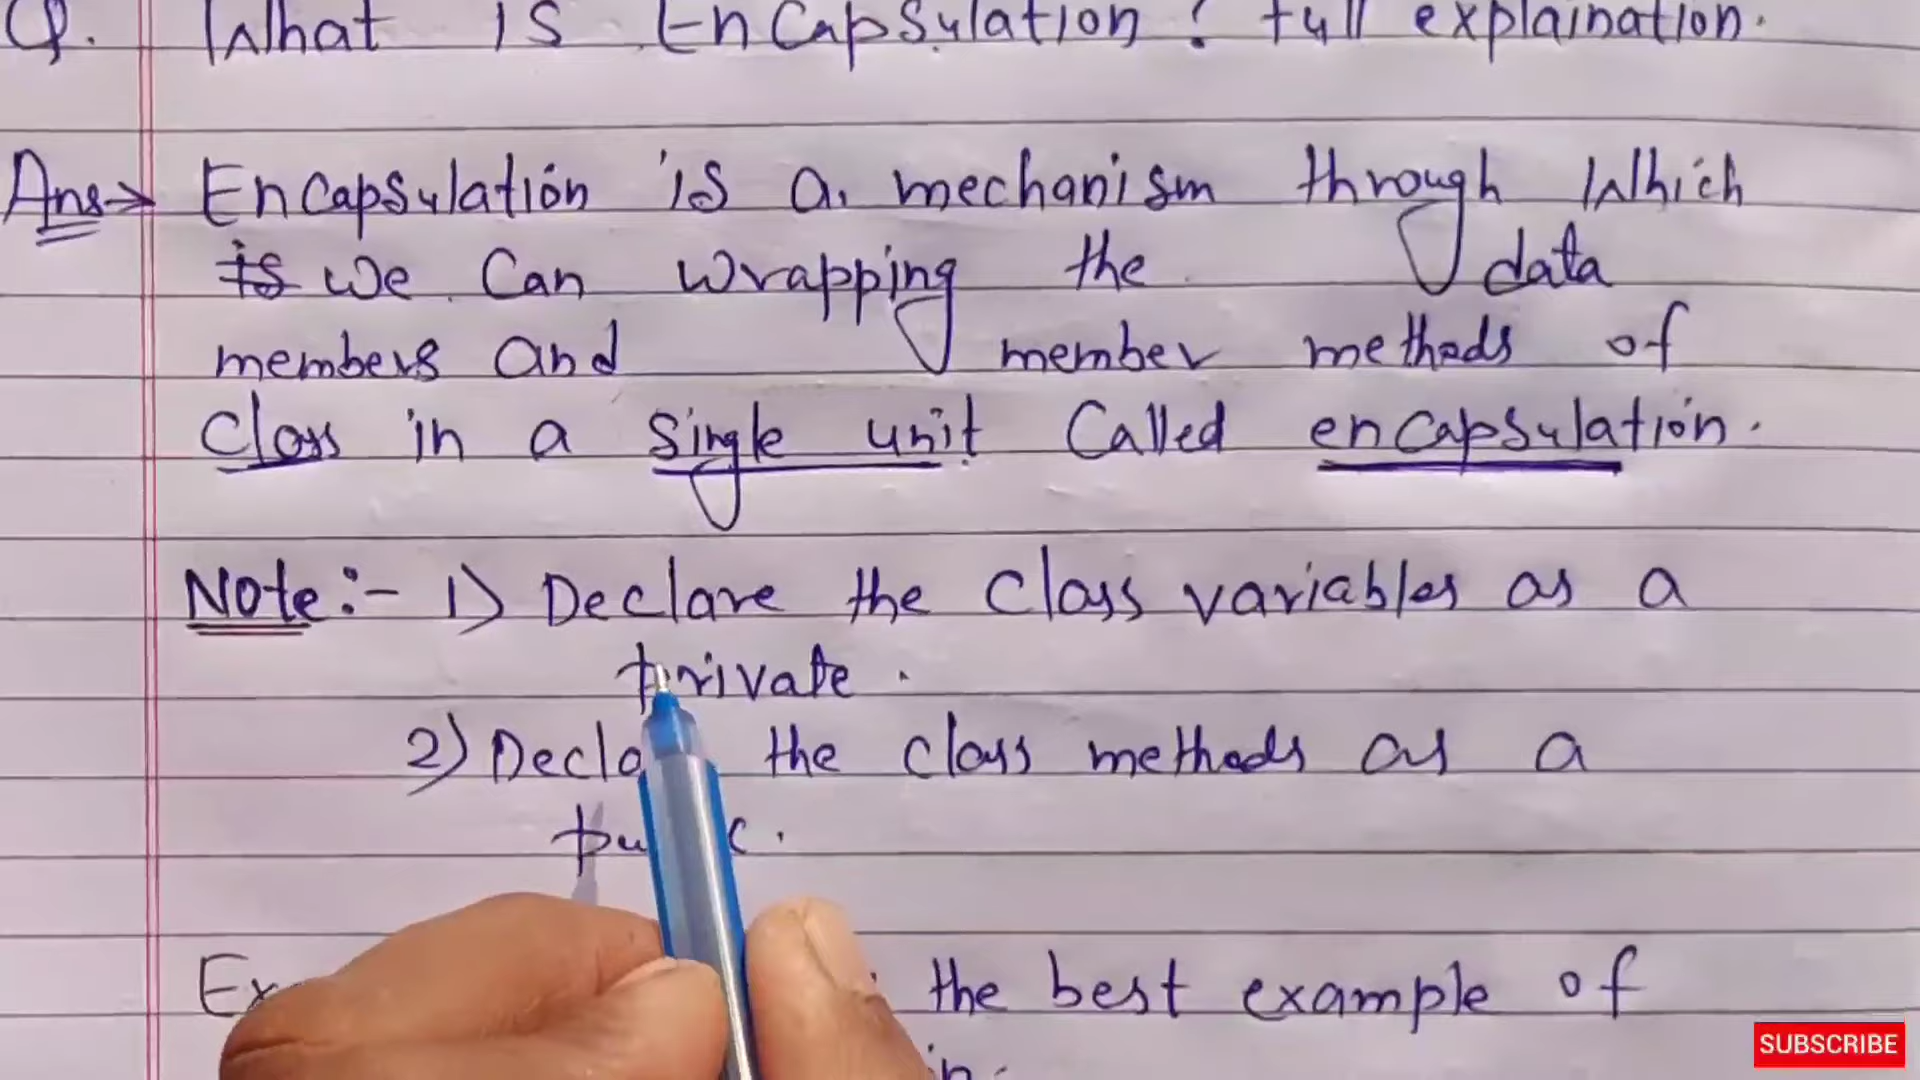 Q. What is Encapsulation? full explaination.
Ans→ Encapsulation is a mechanism through which
is we can wrapping the data
members and member methods of
class in a single unit called encapsulation.
Note:- 1) Declare the class variables as a
private.
2) the class methods as a
the best example of
SUBSCRIBE